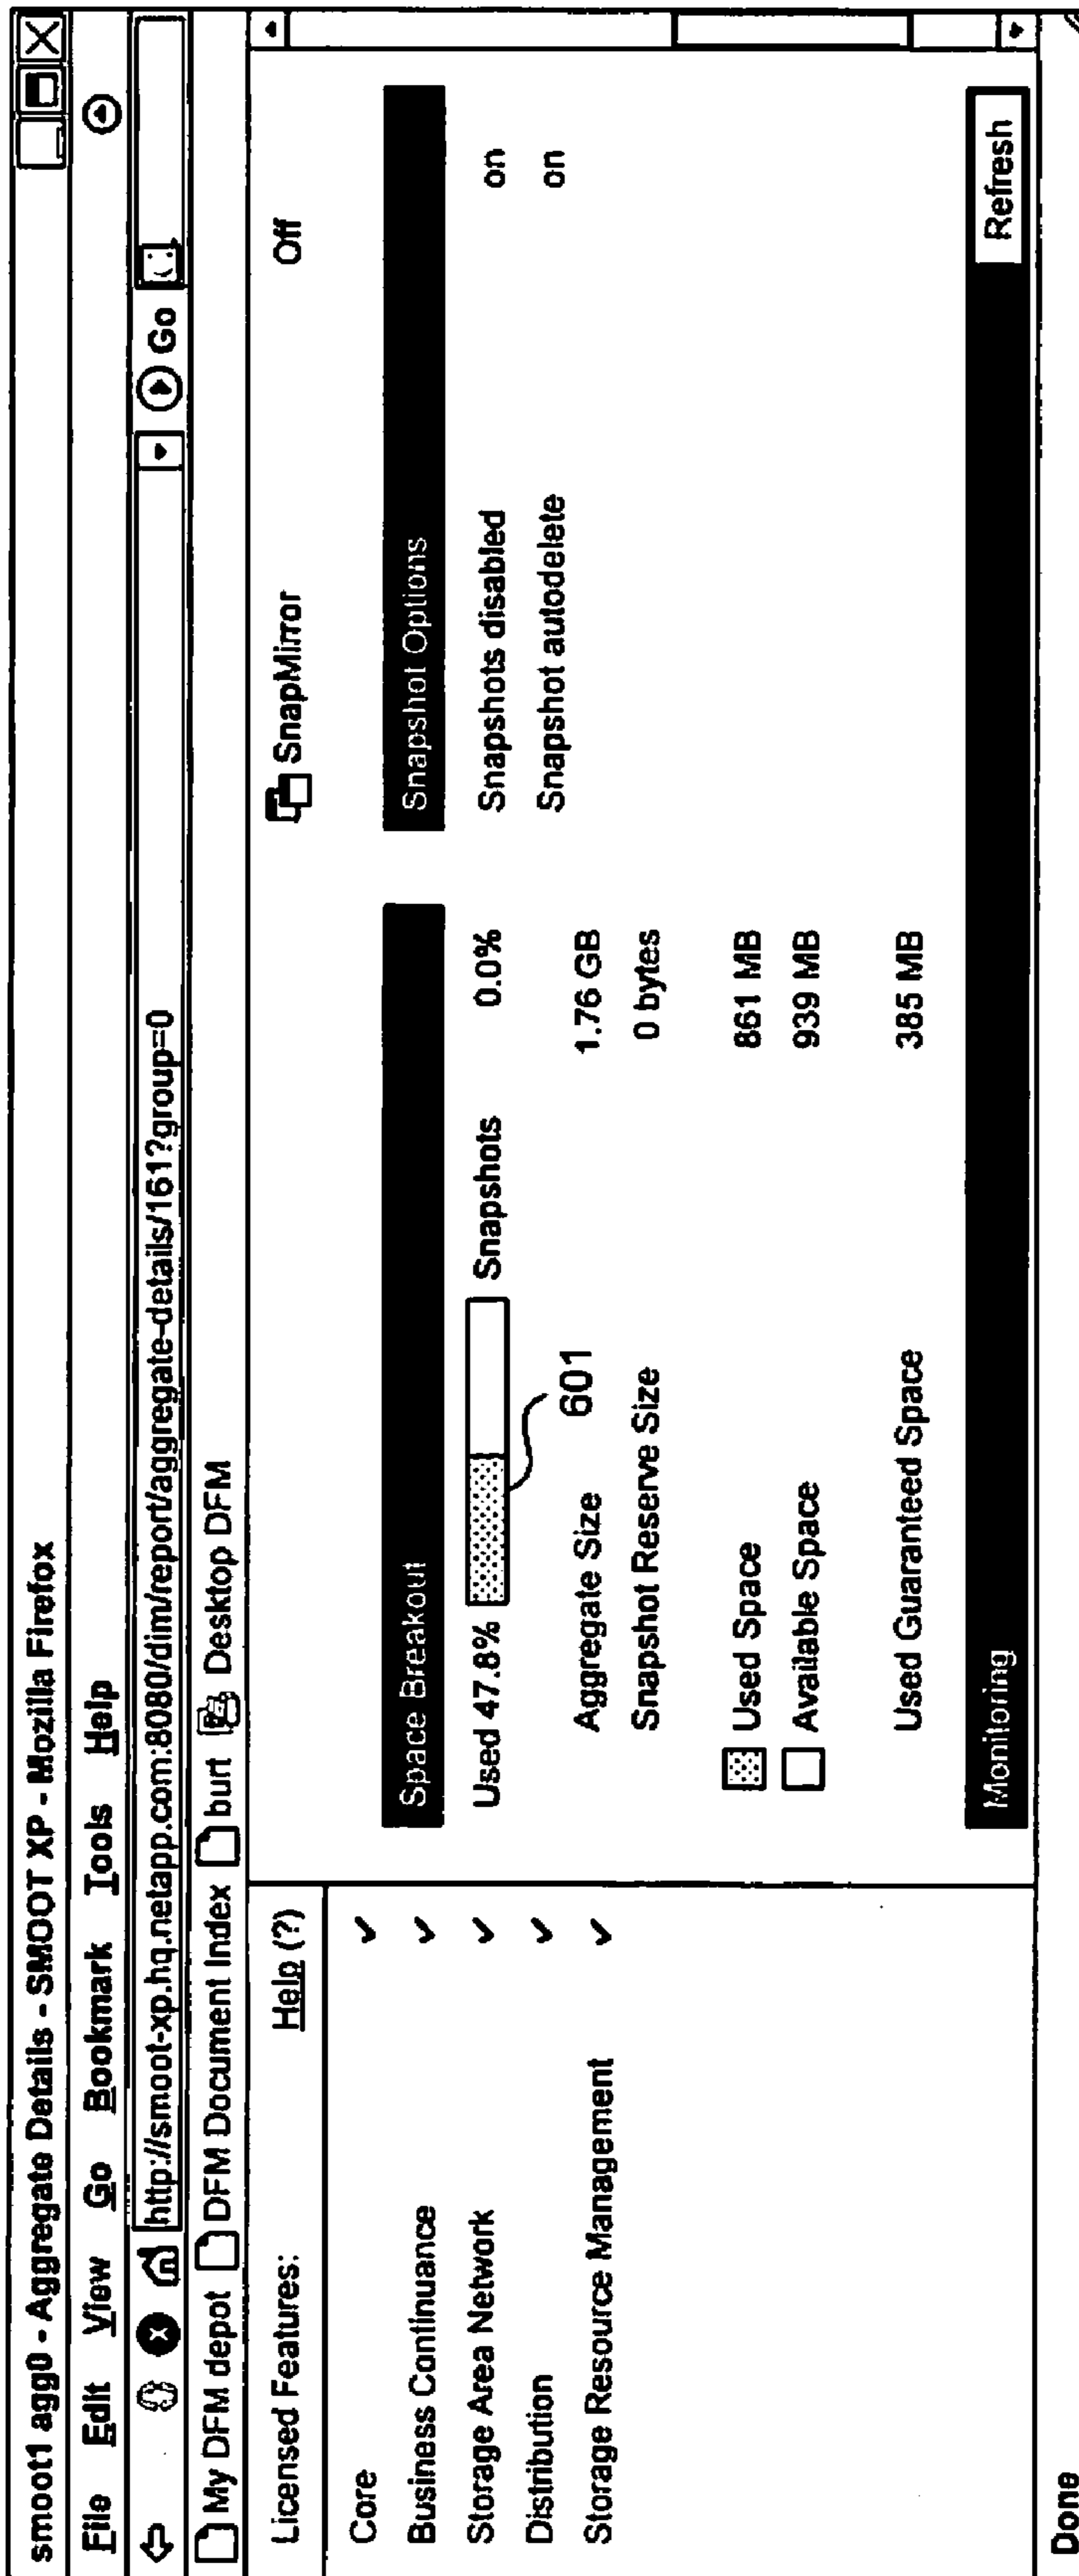 smoot1 agg0 - Aggregate Details - SMOOT XP - Mozilla Firefox
File Edit View Go Bookmark Tools Help
http://smoot-xp.hq.netapp.com:8080/dim/report/aggregate-details/161?group=0 Go
My DFM depot DFM Document Index burt Desktop DFM
Licensed Features: Help (?)
Core
Business Continuance
Storage Area Network
Distribution
Storage Resource Management
SnapMirror Off
Space Breakout
Used 47.8% Snapshots 0.0%
601
Aggregate Size 1.76 GB
Snapshot Reserve Size 0 bytes
Used Space 861 MB
Available Space 939 MB
Used Guaranteed Space 385 MB
Snapshot Options
Snapshots disabled on
Snapshot autodelete on
Monitoring Refresh
Done